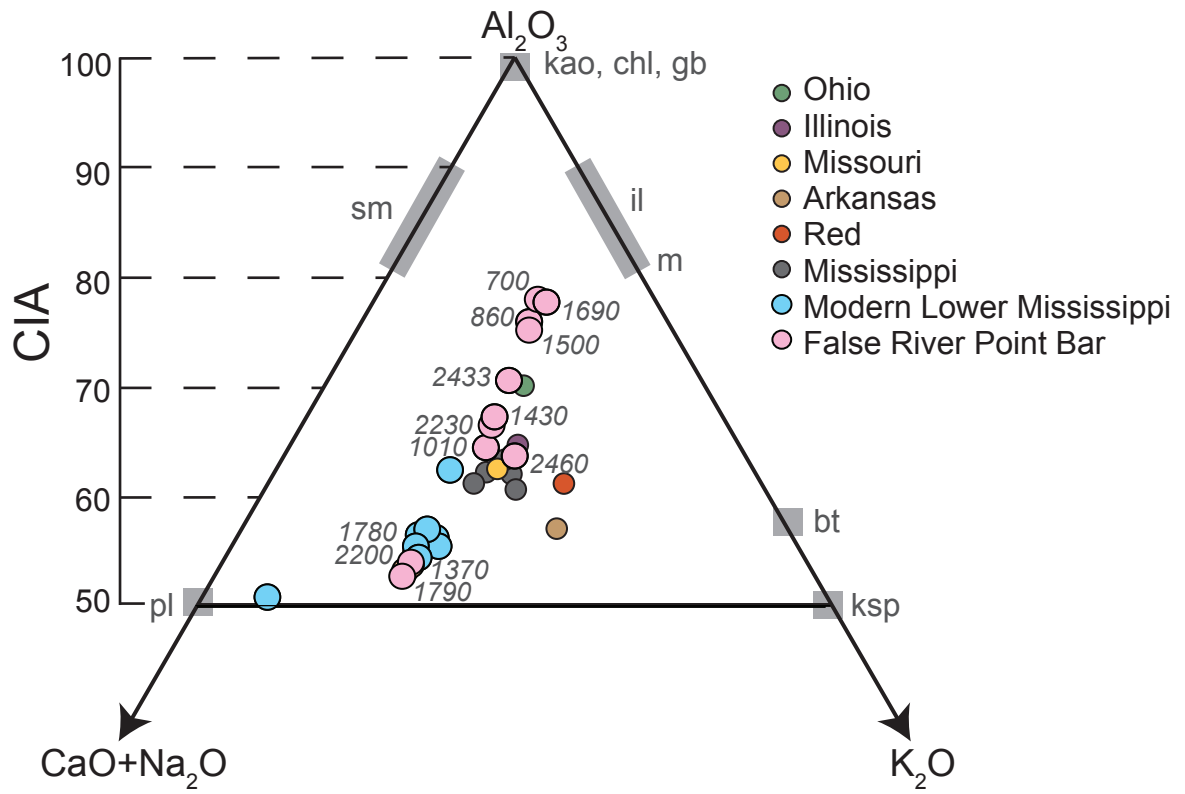 Al₂O₃
100
kao, chl, gb
Ohio
Illinois
Missouri
Arkansas
Red
Mississippi
Modern Lower Mississippi
False River Point Bar
90
sm
il
m
80
CIA
700
1690
860
1500
70
2433
1430
2230
1010
2460
60
bt
1780
2200
1370
1790
50
pl
ksp
CaO+Na₂O
K₂O